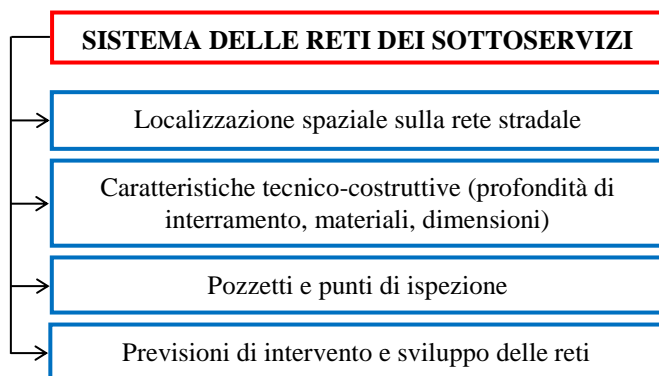 SISTEMA DELLE RETI DEI SOTTOSERVIZI
Localizzazione spaziale sulla rete stradale
Caratteristiche tecnico-costruttive (profondità di
interramento, materiali, dimensioni)
Pozzetti e punti di ispezione
Previsioni di intervento e sviluppo delle reti